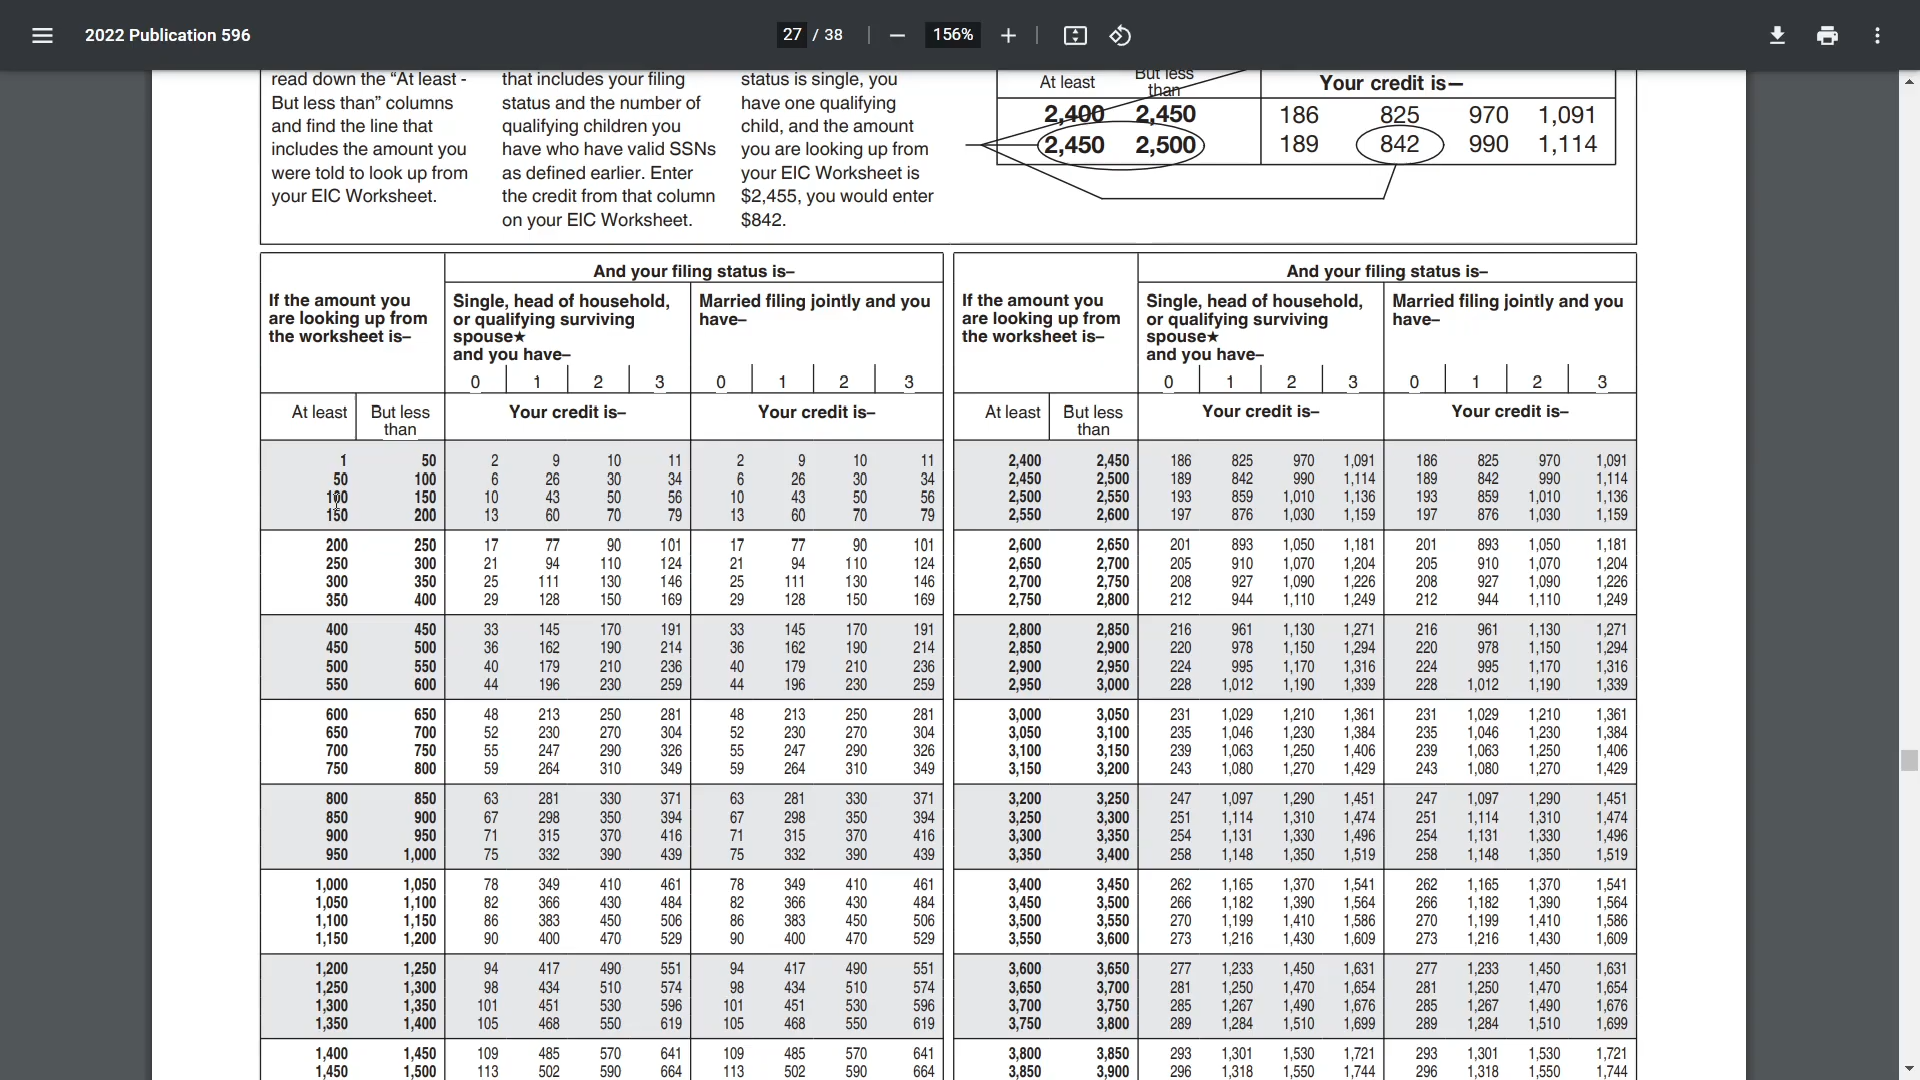 2022 Publication 596
27 / 38
156%
read down the “At least -
But less than” columns
and find the line that
includes the amount you
were told to look up from
your EIC Worksheet.
that includes your filing
status and the number of
qualifying children you
have who have valid SSNs
as defined earlier. Enter
the credit from that column
on your EIC Worksheet.
status is single, you
have one qualifying
child, and the amount
you are looking up from
your EIC Worksheet is
$2,455, you would enter
$842.
At least But less than Your credit is–
2,400 2,450 186 825 970 1,091
2,450 2,500 189 842 990 1,114
And your filing status is–
If the amount you
are looking up from
the worksheet is–
Single, head of household,
or qualifying surviving
spouse★
and you have–
Married filing jointly and you
have–
0 1 2 3 0 1 2 3
At least But less than Your credit is– Your credit is–
1 50 2 9 10 11 2 9 10 11
50 100 6 26 30 34 6 26 30 34
100 150 10 43 50 56 10 43 50 56
150 200 13 60 70 79 13 60 70 79
200 250 17 77 90 101 17 77 90 101
250 300 21 94 110 124 21 94 110 124
300 350 25 111 130 146 25 111 130 146
350 400 29 128 150 169 29 128 150 169
400 450 33 145 170 191 33 145 170 191
450 500 36 162 190 214 36 162 190 214
500 550 40 179 210 236 40 179 210 236
550 600 44 196 230 259 44 196 230 259
600 650 48 213 250 281 48 213 250 281
650 700 52 230 270 304 52 230 270 304
700 750 55 247 290 326 55 247 290 326
750 800 59 264 310 349 59 264 310 349
800 850 63 281 330 371 63 281 330 371
850 900 67 298 350 394 67 298 350 394
900 950 71 315 370 416 71 315 370 416
950 1,000 75 332 390 439 75 332 390 439
1,000 1,050 78 349 410 461 78 349 410 461
1,050 1,100 82 366 430 484 82 366 430 484
1,100 1,150 86 383 450 506 86 383 450 506
1,150 1,200 90 400 470 529 90 400 470 529
1,200 1,250 94 417 490 551 94 417 490 551
1,250 1,300 98 434 510 574 98 434 510 574
1,300 1,350 101 451 530 596 101 451 530 596
1,350 1,400 105 468 550 619 105 468 550 619
1,400 1,450 109 485 570 641 109 485 570 641
1,450 1,500 113 502 590 664 113 502 590 664
And your filing status is–
If the amount you
are looking up from
the worksheet is–
Single, head of household,
or qualifying surviving
spouse★
and you have–
Married filing jointly and you
have–
0 1 2 3 0 1 2 3
At least But less than Your credit is– Your credit is–
2,400 2,450 186 825 970 1,091 186 825 970 1,091
2,450 2,500 189 842 990 1,114 189 842 990 1,114
2,500 2,550 193 859 1,010 1,136 193 859 1,010 1,136
2,550 2,600 197 876 1,030 1,159 197 876 1,030 1,159
2,600 2,650 201 893 1,050 1,181 201 893 1,050 1,181
2,650 2,700 205 910 1,070 1,204 205 910 1,070 1,204
2,700 2,750 208 927 1,090 1,226 208 927 1,090 1,226
2,750 2,800 212 944 1,110 1,249 212 944 1,110 1,249
2,800 2,850 216 961 1,130 1,271 216 961 1,130 1,271
2,850 2,900 220 978 1,150 1,294 220 978 1,150 1,294
2,900 2,950 224 995 1,170 1,316 224 995 1,170 1,316
2,950 3,000 228 1,012 1,190 1,339 228 1,012 1,190 1,339
3,000 3,050 231 1,029 1,210 1,361 231 1,029 1,210 1,361
3,050 3,100 235 1,046 1,230 1,384 235 1,046 1,230 1,384
3,100 3,150 239 1,063 1,250 1,406 239 1,063 1,250 1,406
3,150 3,200 243 1,080 1,270 1,429 243 1,080 1,270 1,429
3,200 3,250 247 1,097 1,290 1,451 247 1,097 1,290 1,451
3,250 3,300 251 1,114 1,310 1,474 251 1,114 1,310 1,474
3,300 3,350 254 1,131 1,330 1,496 254 1,131 1,330 1,496
3,350 3,400 258 1,148 1,350 1,519 258 1,148 1,350 1,519
3,400 3,450 262 1,165 1,370 1,541 262 1,165 1,370 1,541
3,450 3,500 266 1,182 1,390 1,564 266 1,182 1,390 1,564
3,500 3,550 270 1,199 1,410 1,586 270 1,199 1,410 1,586
3,550 3,600 273 1,216 1,430 1,609 273 1,216 1,430 1,609
3,600 3,650 277 1,233 1,450 1,631 277 1,233 1,450 1,631
3,650 3,700 281 1,250 1,470 1,654 281 1,250 1,470 1,654
3,700 3,750 285 1,267 1,490 1,676 285 1,267 1,490 1,676
3,750 3,800 289 1,284 1,510 1,699 289 1,284 1,510 1,699
3,800 3,850 293 1,301 1,530 1,721 293 1,301 1,530 1,721
3,850 3,900 296 1,318 1,550 1,744 296 1,318 1,550 1,744